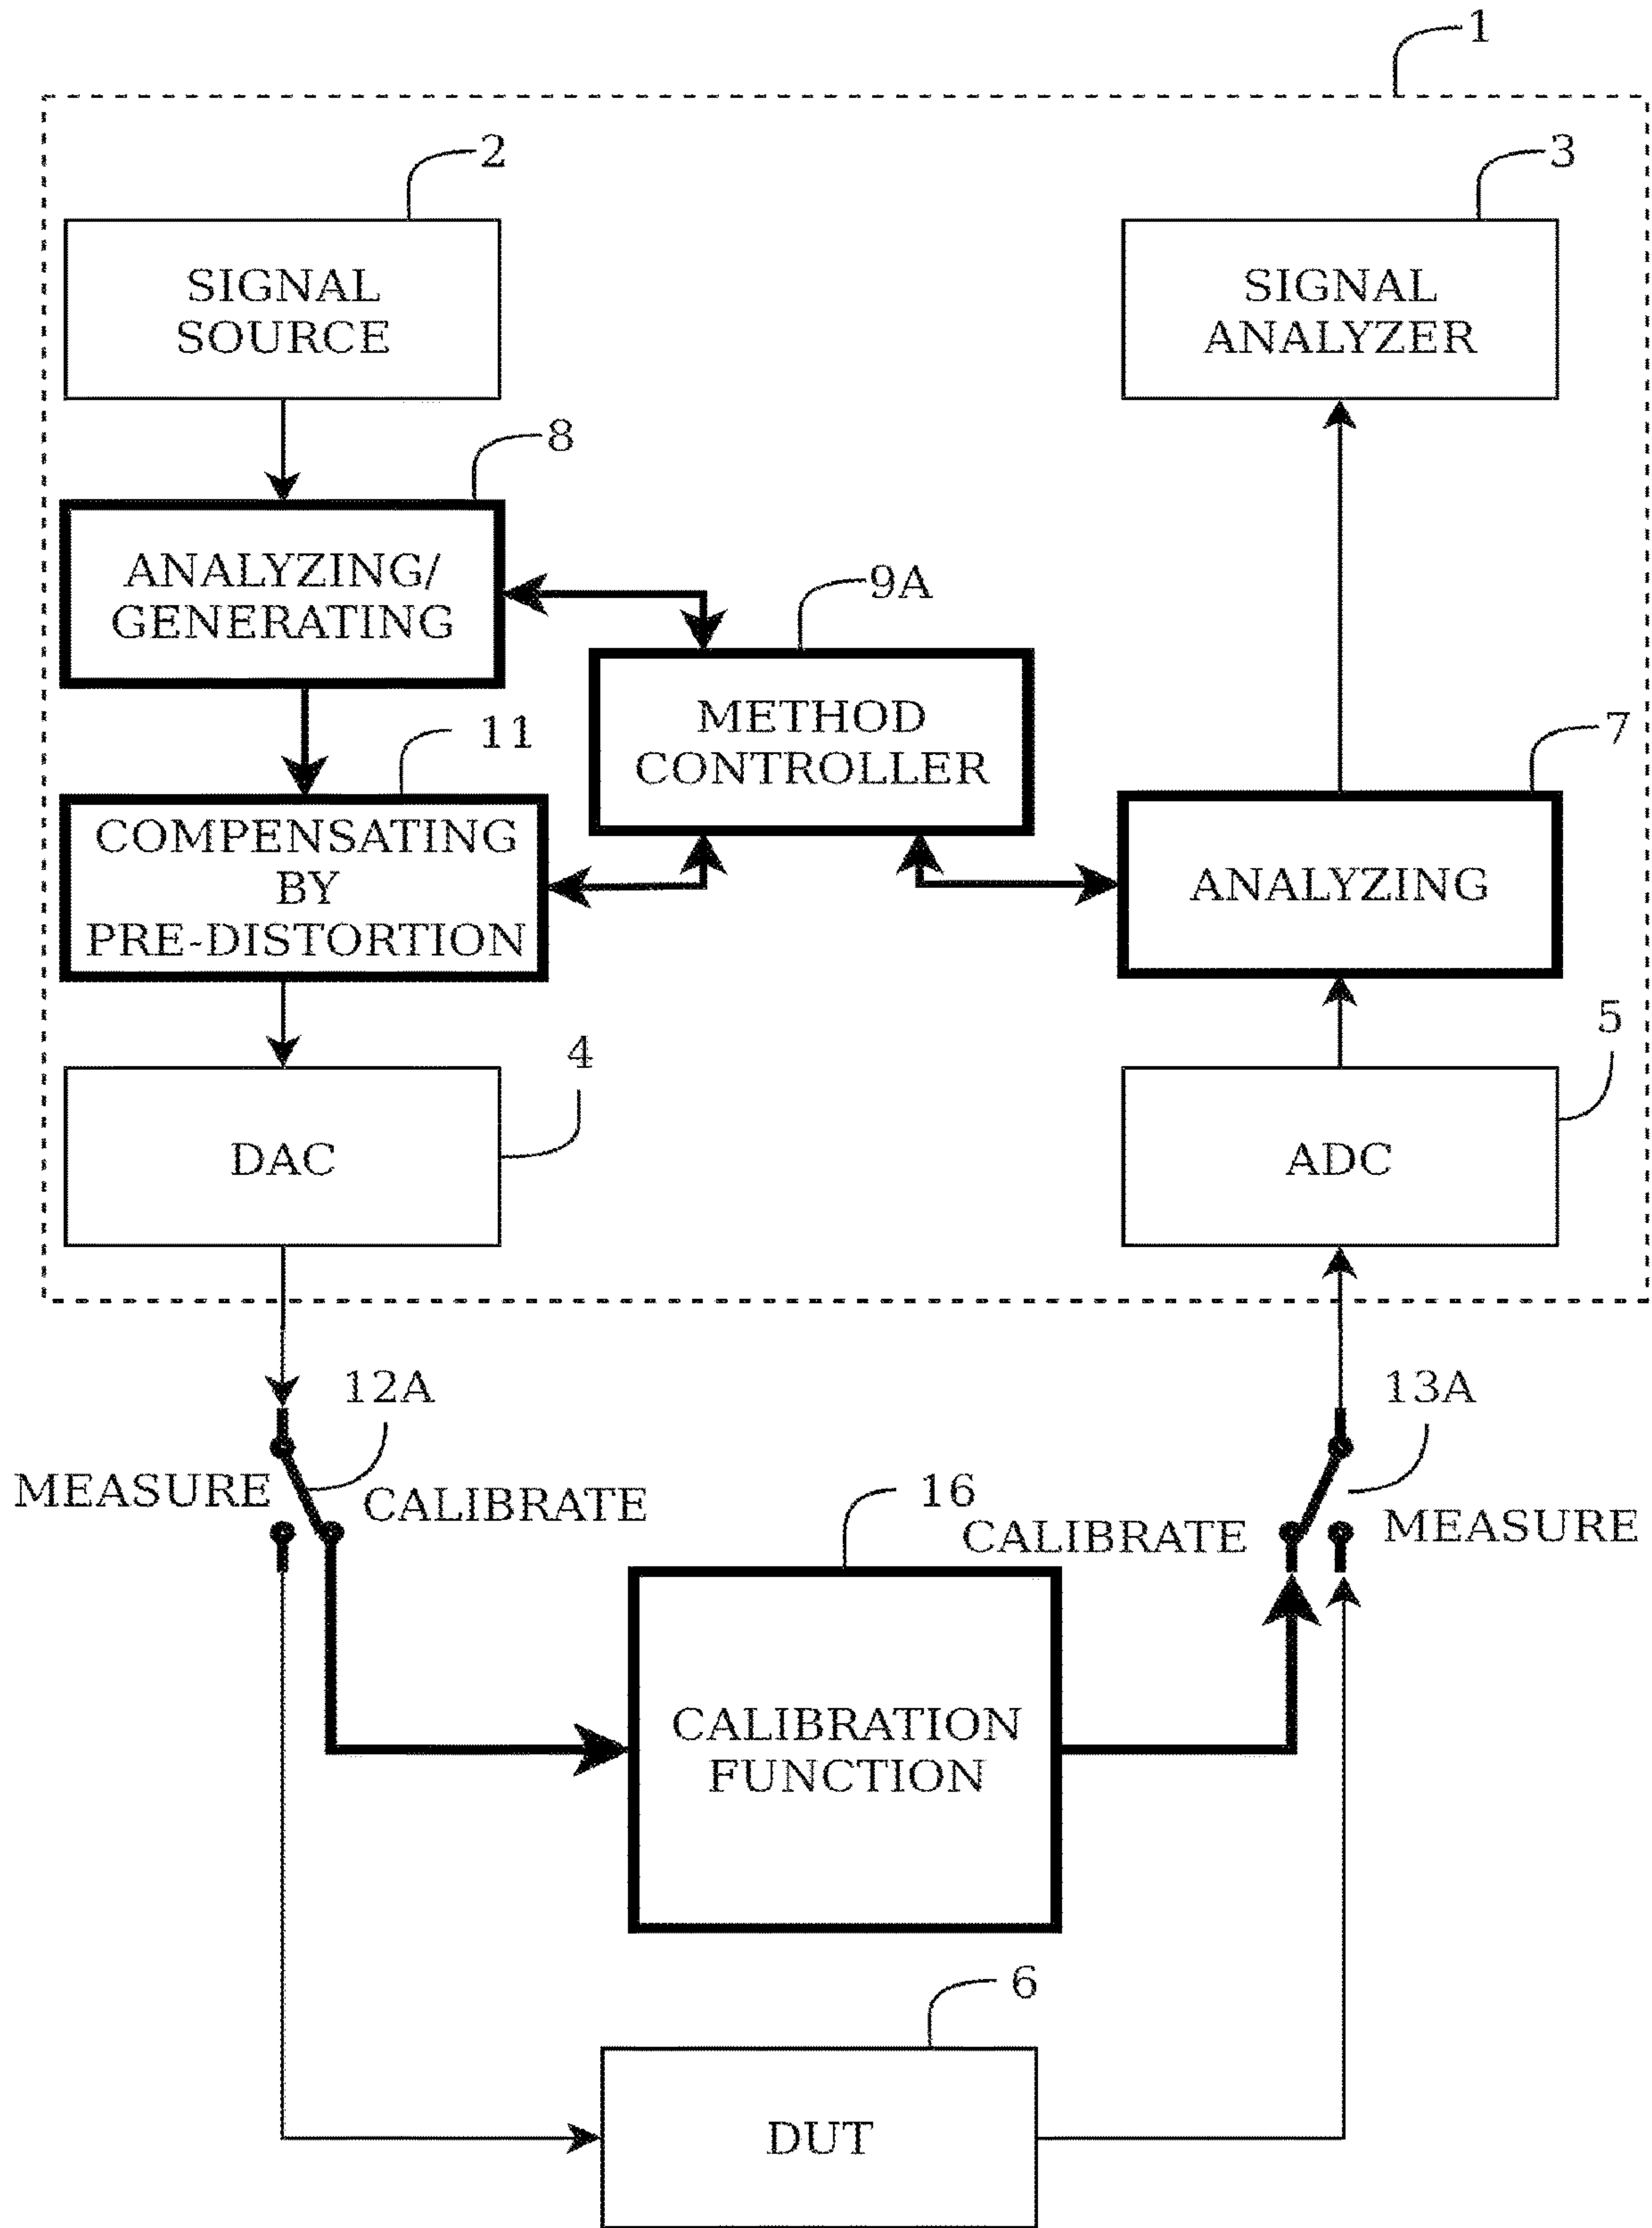 1
2
3
SIGNAL
SOURCE
SIGNAL
ANALYZER
8
ANALYZING/
GENERATING
9A
METHOD
CONTROLLER
11
COMPENSATING
BY
PRE-DISTORTION
7
ANALYZING
4
DAC
5
ADC
12A
MEASURE
CALIBRATE
13A
CALIBRATE
MEASURE
16
CALIBRATION
FUNCTION
6
DUT